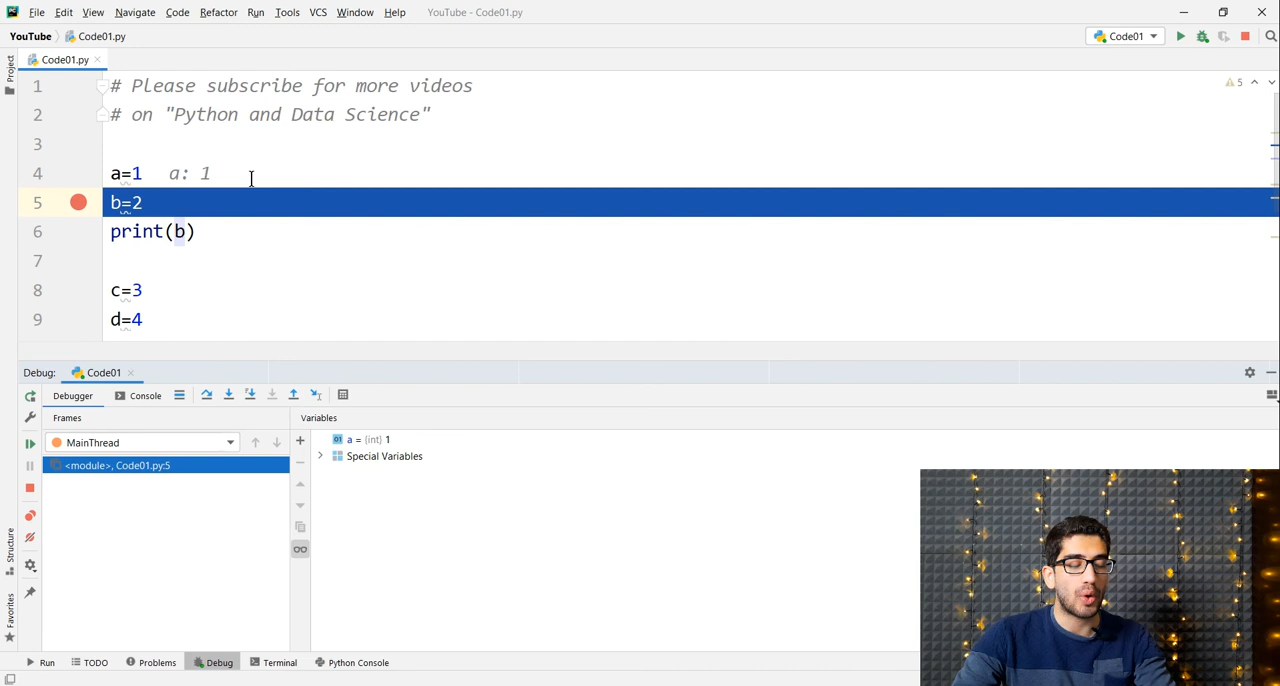 File Edit View Navigate Code Refactor Run Tools VCS Window Help YouTube - Code01.py
YouTube Code01.py Code01
Project
Code01.py
1 # Please subscribe for more videos
5
2 # on "Python and Data Science"
3
4 a=1 a: 1
5 b=2
6 print(b)
7
8 c=3
9 d=4
Debug: Code01
Debugger Console
Frames Variables
MainThread
01 a = (int) 1
<module>, Code01.py:5
Special Variables
Structure
Favorites
Run TODO Problems Debug Terminal Python Console